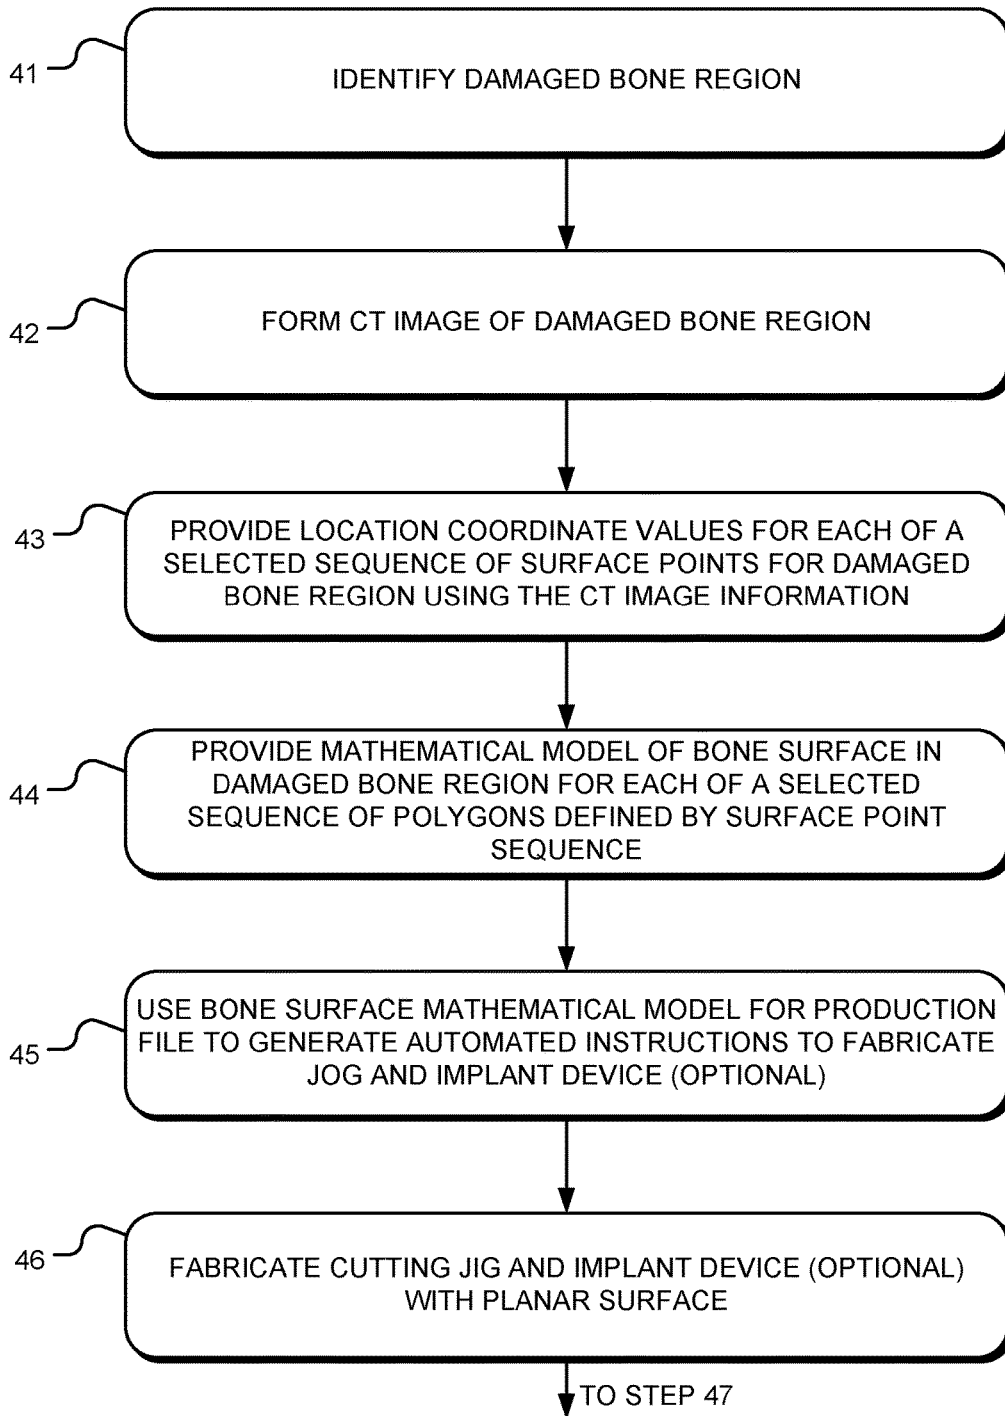 41
IDENTIFY DAMAGED BONE REGION
42
FORM CT IMAGE OF DAMAGED BONE REGION
43
PROVIDE LOCATION COORDINATE VALUES FOR EACH OF A
SELECTED SEQUENCE OF SURFACE POINTS FOR DAMAGED
BONE REGION USING THE CT IMAGE INFORMATION
44
PROVIDE MATHEMATICAL MODEL OF BONE SURFACE IN
DAMAGED BONE REGION FOR EACH OF A SELECTED
SEQUENCE OF POLYGONS DEFINED BY SURFACE POINT
SEQUENCE
45
USE BONE SURFACE MATHEMATICAL MODEL FOR PRODUCTION
FILE TO GENERATE AUTOMATED INSTRUCTIONS TO FABRICATE
JOG AND IMPLANT DEVICE (OPTIONAL)
46
FABRICATE CUTTING JIG AND IMPLANT DEVICE (OPTIONAL)
WITH PLANAR SURFACE
TO STEP 47